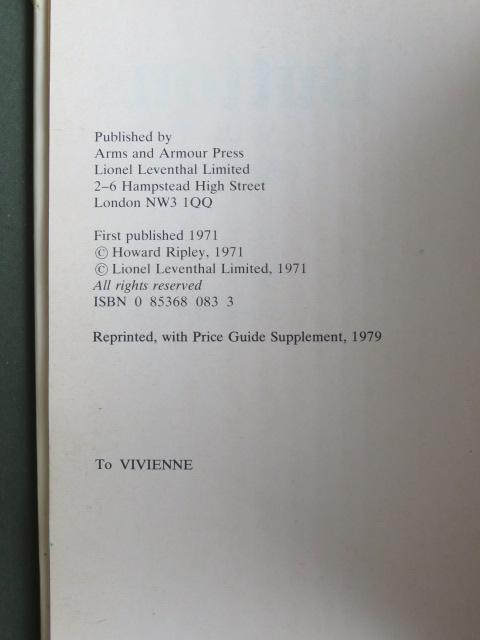 Published by
Arms and Armour Press
Lionel Leventhal Limited
2–6 Hampstead High Street
London NW3 1QQ
First published 1971
© Howard Ripley, 1971
© Lionel Leventhal Limited, 1971
All rights reserved
ISBN 0 85368 083 3
Reprinted, with Price Guide Supplement, 1979
To VIVIENNE